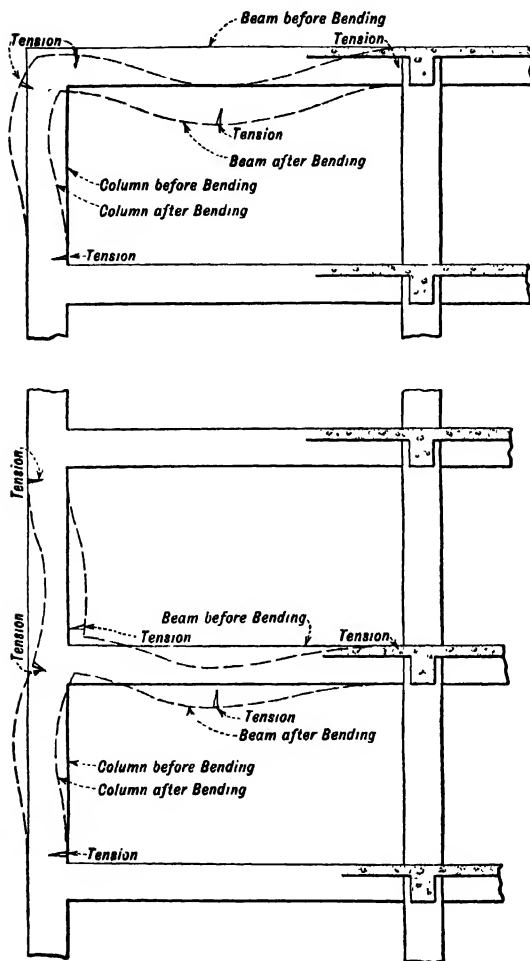 Beam before Bending
Tension
Tension
Tension
Beam after Bending
Column before Bending
Column after Bending
Tension
Tension
Beam before Bending
Tension
Tension
Tension
Tension
Beam after Bending
Column before Bending
Column after Bending
Tension